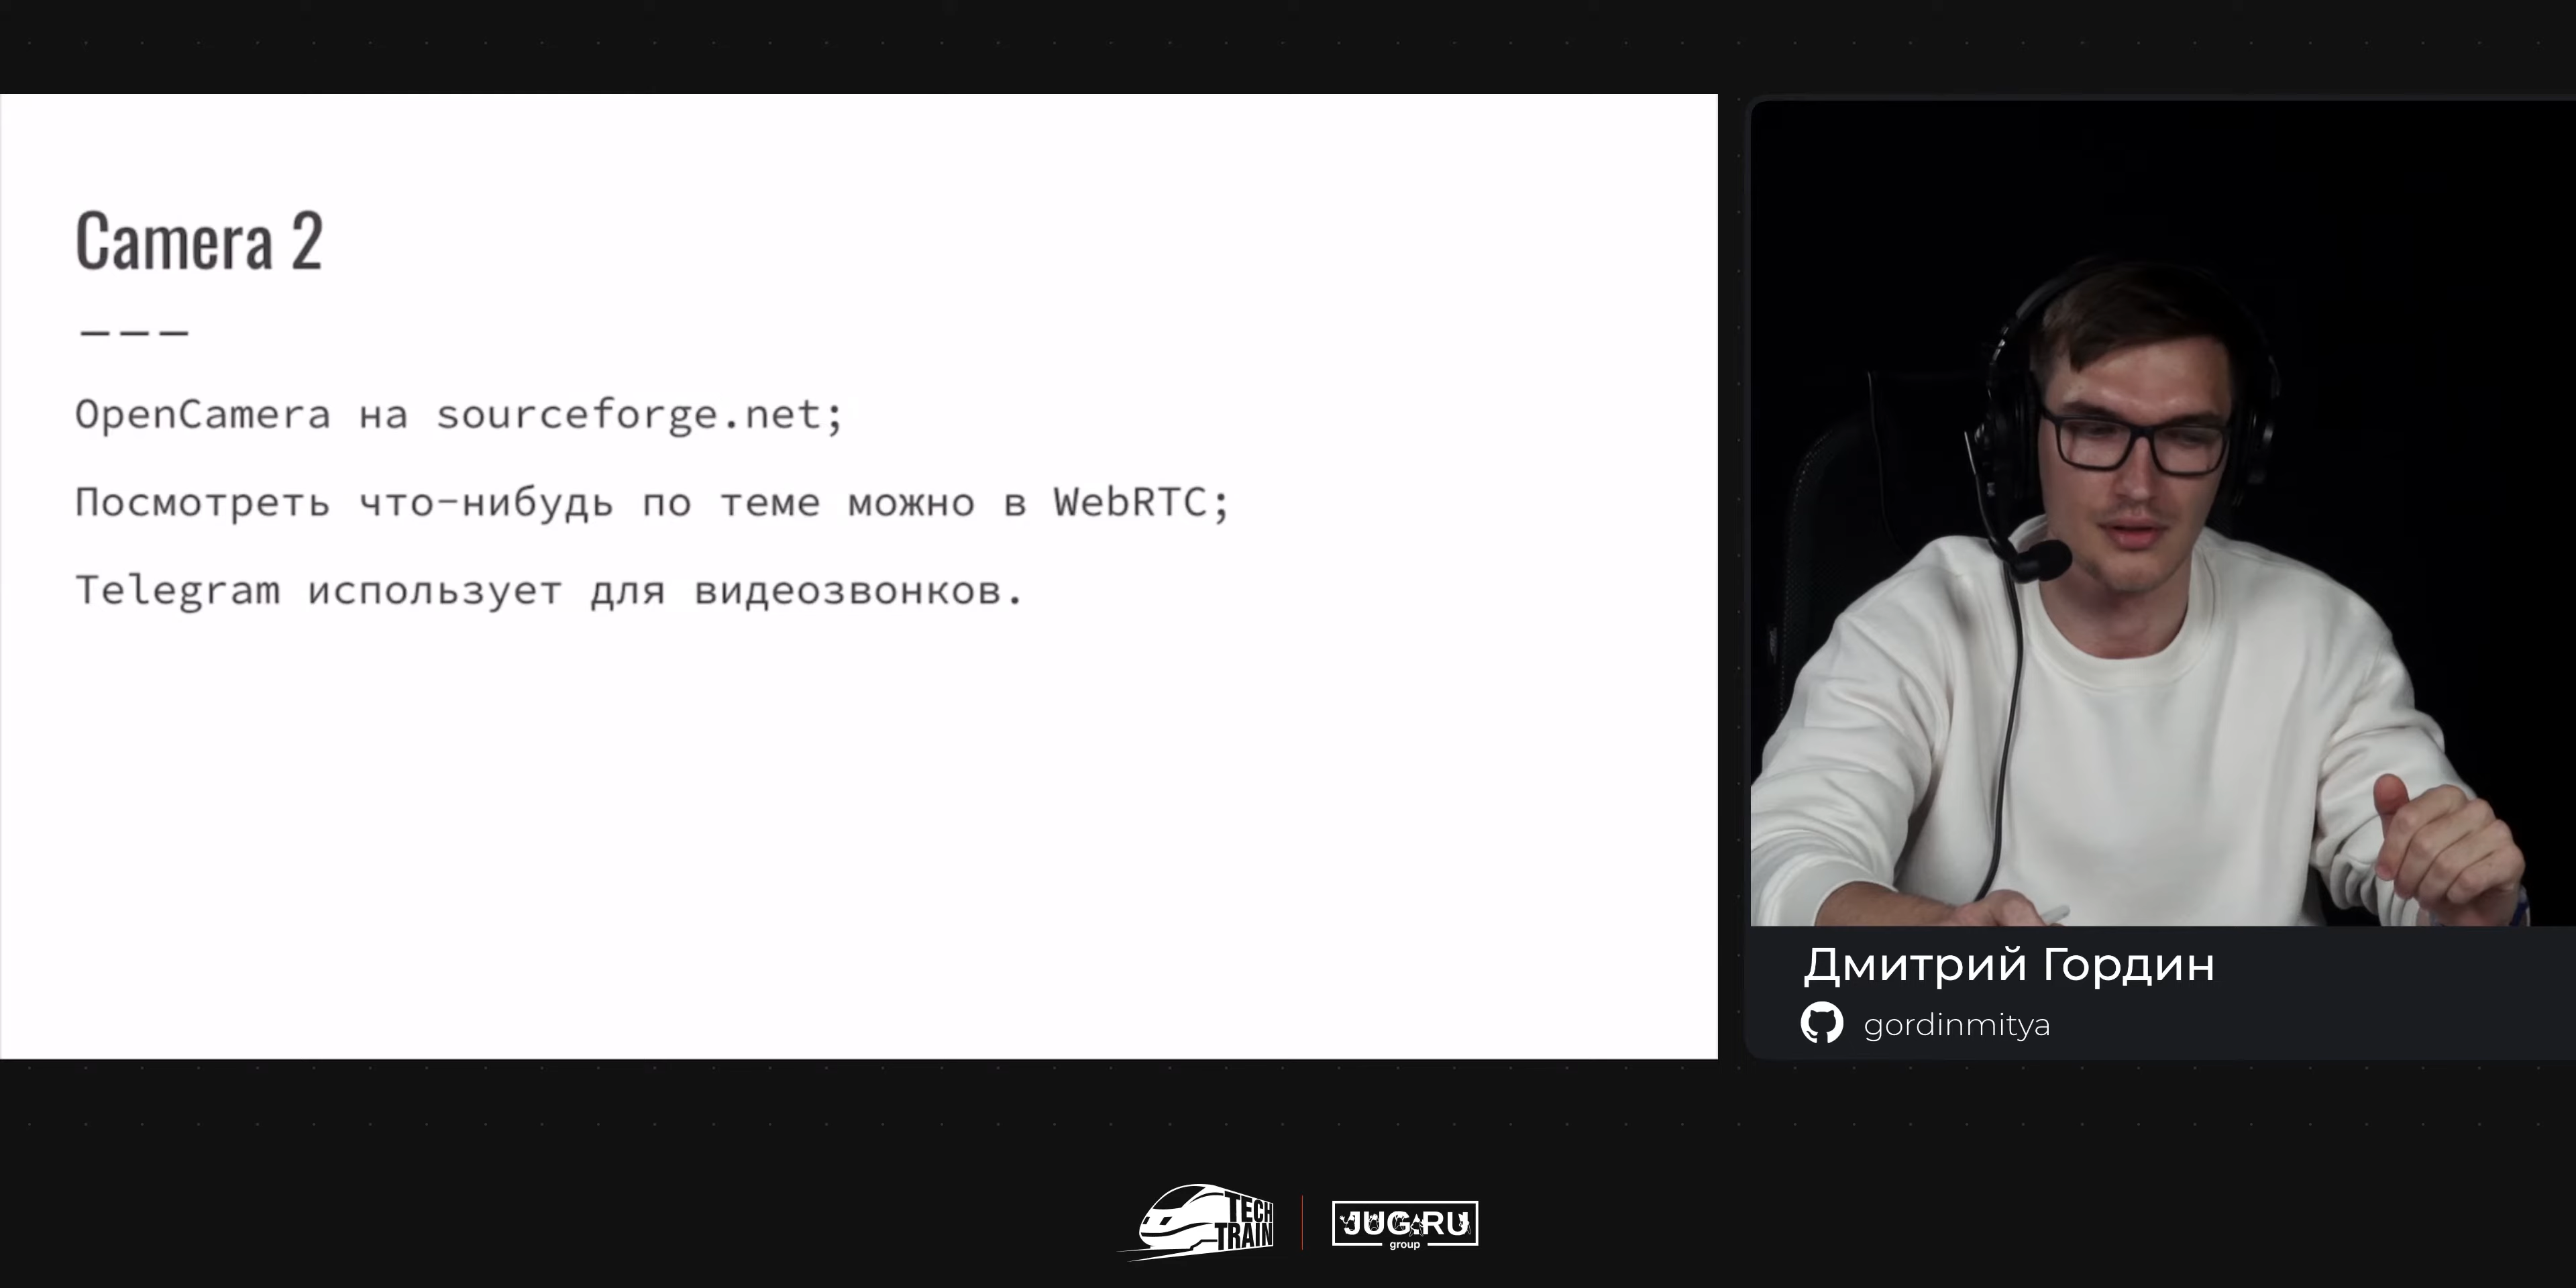 Camera 2
---
OpenCamera на sourceforge.net;
Посмотреть что-нибудь по теме можно в WebRTC;
Telegram использует для видеозвонков.
Дмитрий Гордин
gordinmitya
TECH
TRAIN
JUG.RU
group